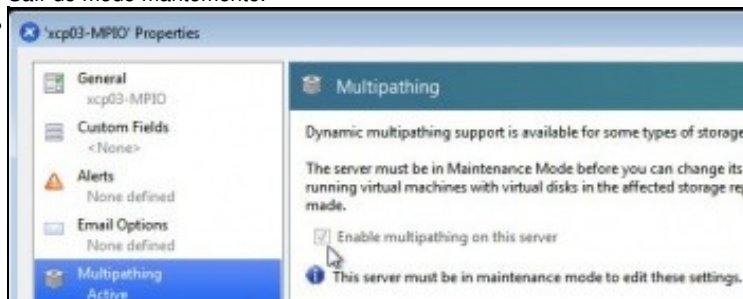 Sair do modo mantemento.
'xcp03-MPIO' Properties
General
xcp03-MPIO
Custom Fields
<None>
Alerts
None defined
Email Options
None defined
Multipathing
Active
Multipathing
Dynamic multipathing support is available for some types of storage
The server must be in Maintenance Mode before you can change its
running virtual machines with virtual disks in the affected storage rep
made.
Enable multipathing on this server
This server must be in maintenance mode to edit these settings.